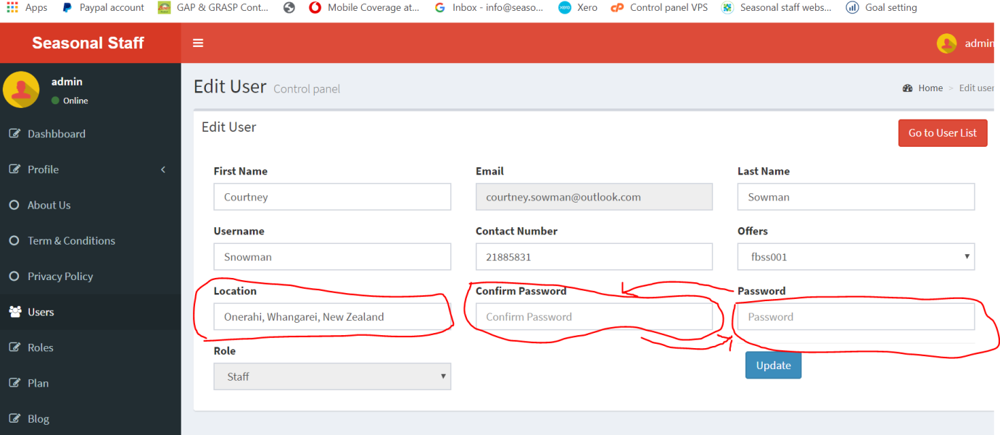 Apps Paypal account GAP & GRASP Cont... Mobile Coverage at... Inbox - info@seaso... xero Xero cP Control panel VPS Seasonal staff webs... Goal setting
Seasonal Staff
admin
admin
Online
Edit User Control panel
Home > Edit user
Edit User
Go to User List
Dashbboard
Profile
About Us
Term & Conditions
Privacy Policy
Users
Roles
Plan
Blog
First Name Email Last Name
Courtney courtney.sowman@outlook.com Sowman
Username Contact Number Offers
Snowman 21885831 fbss001
Location Confirm Password Password
Onerahi, Whangarei, New Zealand Confirm Password Password
Role
Staff
Update